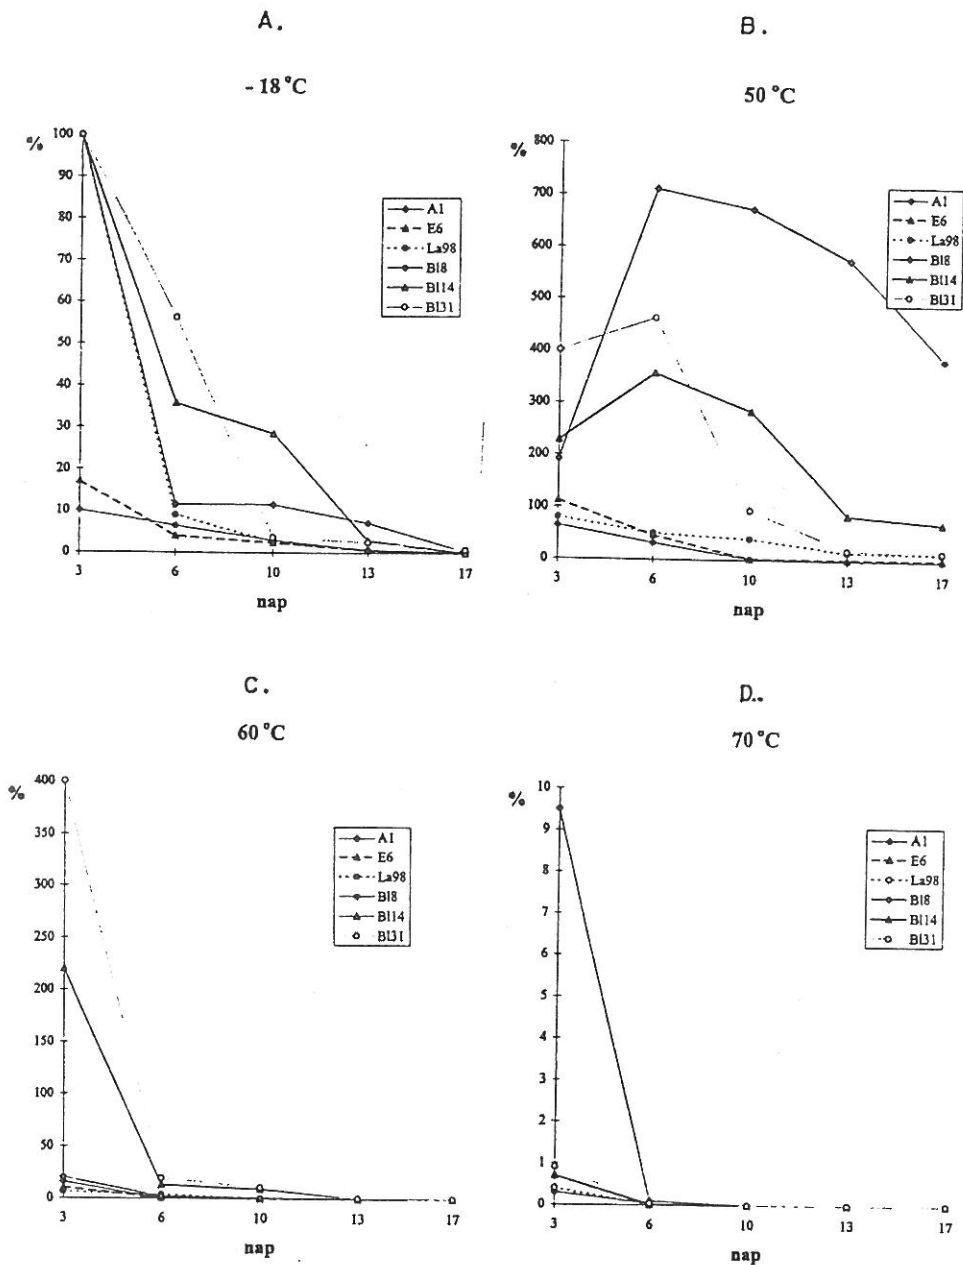 A.
- 18 °C
%
100
90
80
70
60
50
40
30
20
10
0
3 6 10 13 17
nap
A1
E6
La98
Bl8
Bl14
Bl31
B.
50 °C
%
800
700
600
500
400
300
200
100
0
3 6 10 13 17
nap
A1
E6
La98
Bl8
Bl14
Bl31
C.
60 °C
%
400
350
300
250
200
150
100
50
0
3 6 10 13 17
nap
A1
E6
La98
Bl8
Bl14
Bl31
D.
70 °C
%
10
9
8
7
6
5
4
3
2
1
0
3 6 10 13 17
nap
A1
E6
La98
Bl8
Bl14
Bl31